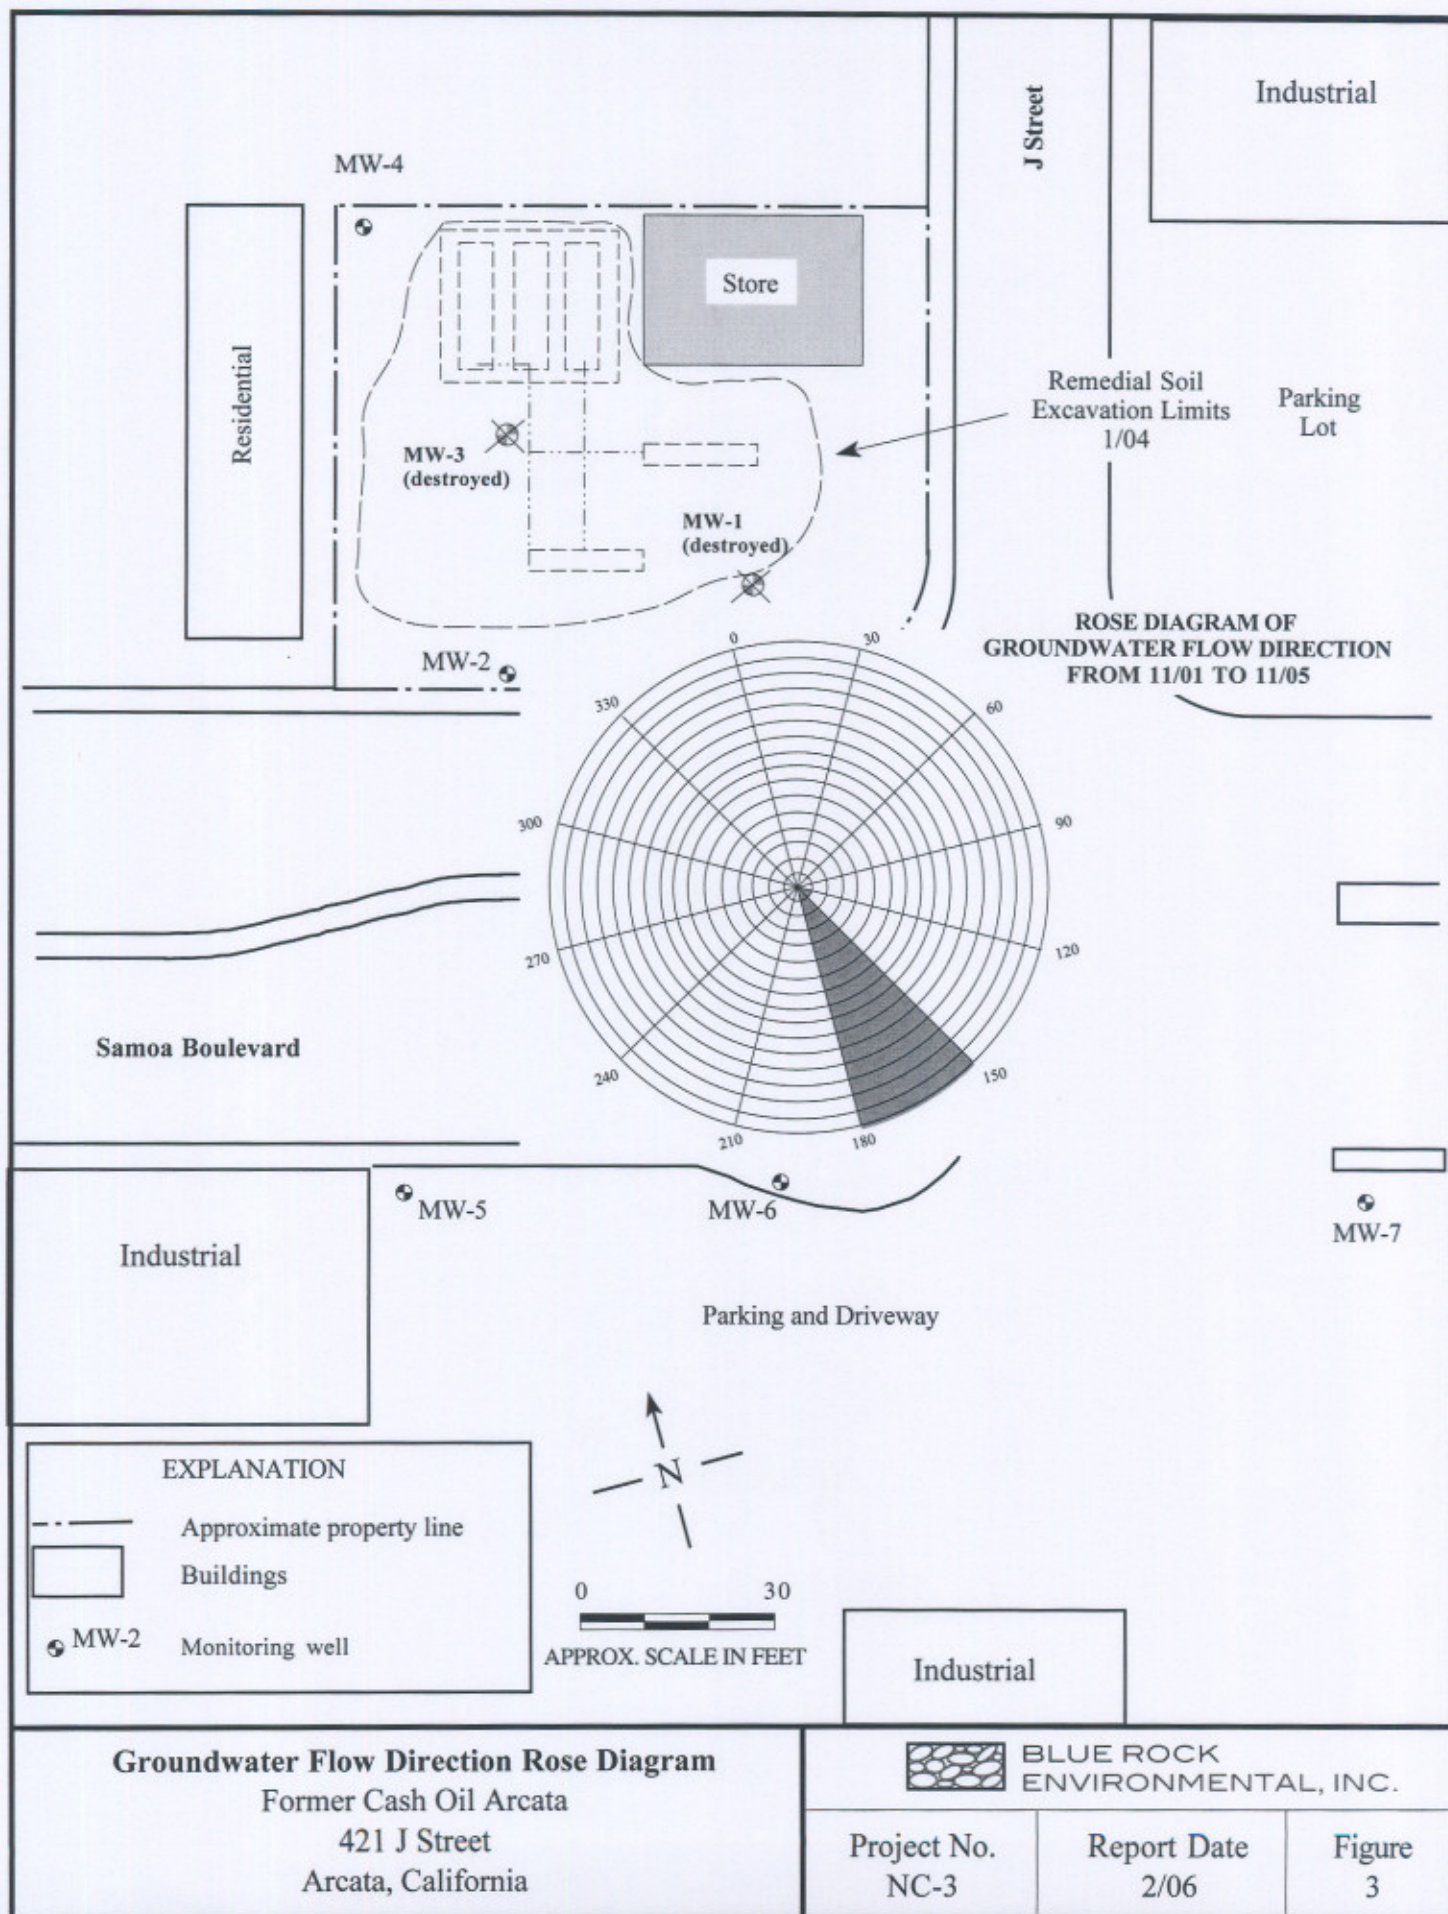 Industrial
J Street
MW-4
Store
Residential
Remedial Soil
Excavation Limits
1/04
Parking
Lot
MW-3
(destroyed)
MW-1
(destroyed)
MW-2
ROSE DIAGRAM OF
GROUNDWATER FLOW DIRECTION
FROM 11/01 TO 11/05
0
30
60
90
120
150
180
210
240
270
300
330
Samoa Boulevard
MW-5
MW-6
MW-7
Industrial
Parking and Driveway
EXPLANATION
Approximate property line
Buildings
MW-2 Monitoring well
N
0 30
APPROX. SCALE IN FEET
Industrial
Groundwater Flow Direction Rose Diagram
Former Cash Oil Arcata
421 J Street
Arcata, California
BLUE ROCK
ENVIRONMENTAL, INC.
Project No.
NC-3
Report Date
2/06
Figure
3